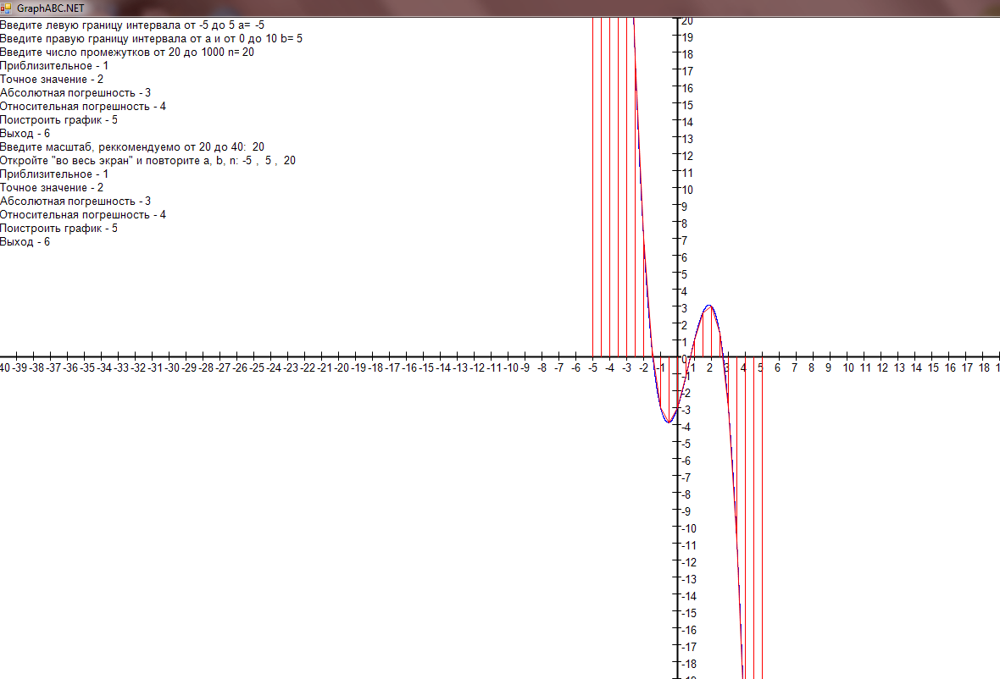 GraphABC.NET
Введите левую границу интервала от -5 до 5 a= -5
Введите правую границу интервала от a и от 0 до 10 b= 5
Введите число промежутков от 20 до 1000 n= 20
Приблизительное - 1
Точное значение - 2
Абсолютная погрешность - 3
Относительная погрешность - 4
Поистроить график - 5
Выход - 6
Введите масштаб, реккомендуемо от 20 до 40:  20
Откройте "во весь экран" и повторите a, b, n: -5 ,  5 ,  20
Приблизительное - 1
Точное значение - 2
Абсолютная погрешность - 3
Относительная погрешность - 4
Поистроить график - 5
Выход - 6
20
19
18
17
16
15
14
13
12
11
10
9
8
7
6
5
4
3
2
1
0
40 -39 -38 -37 -36 -35 -34 -33 -32 -31 -30 -29 -28 -27 -26 -25 -24 -23 -22 -21 -20 -19 -18 -17 -16 -15 -14 -13 -12 -11 -10 -9 -8 -7 -6 -5 -4 -3 -2 -1 1 2 3 4 5 6 7 8 9 10 11 12 13 14 15 16 17 18
-1
-2
-3
-4
-5
-6
-7
-8
-9
-10
-11
-12
-13
-14
-15
-16
-17
-18